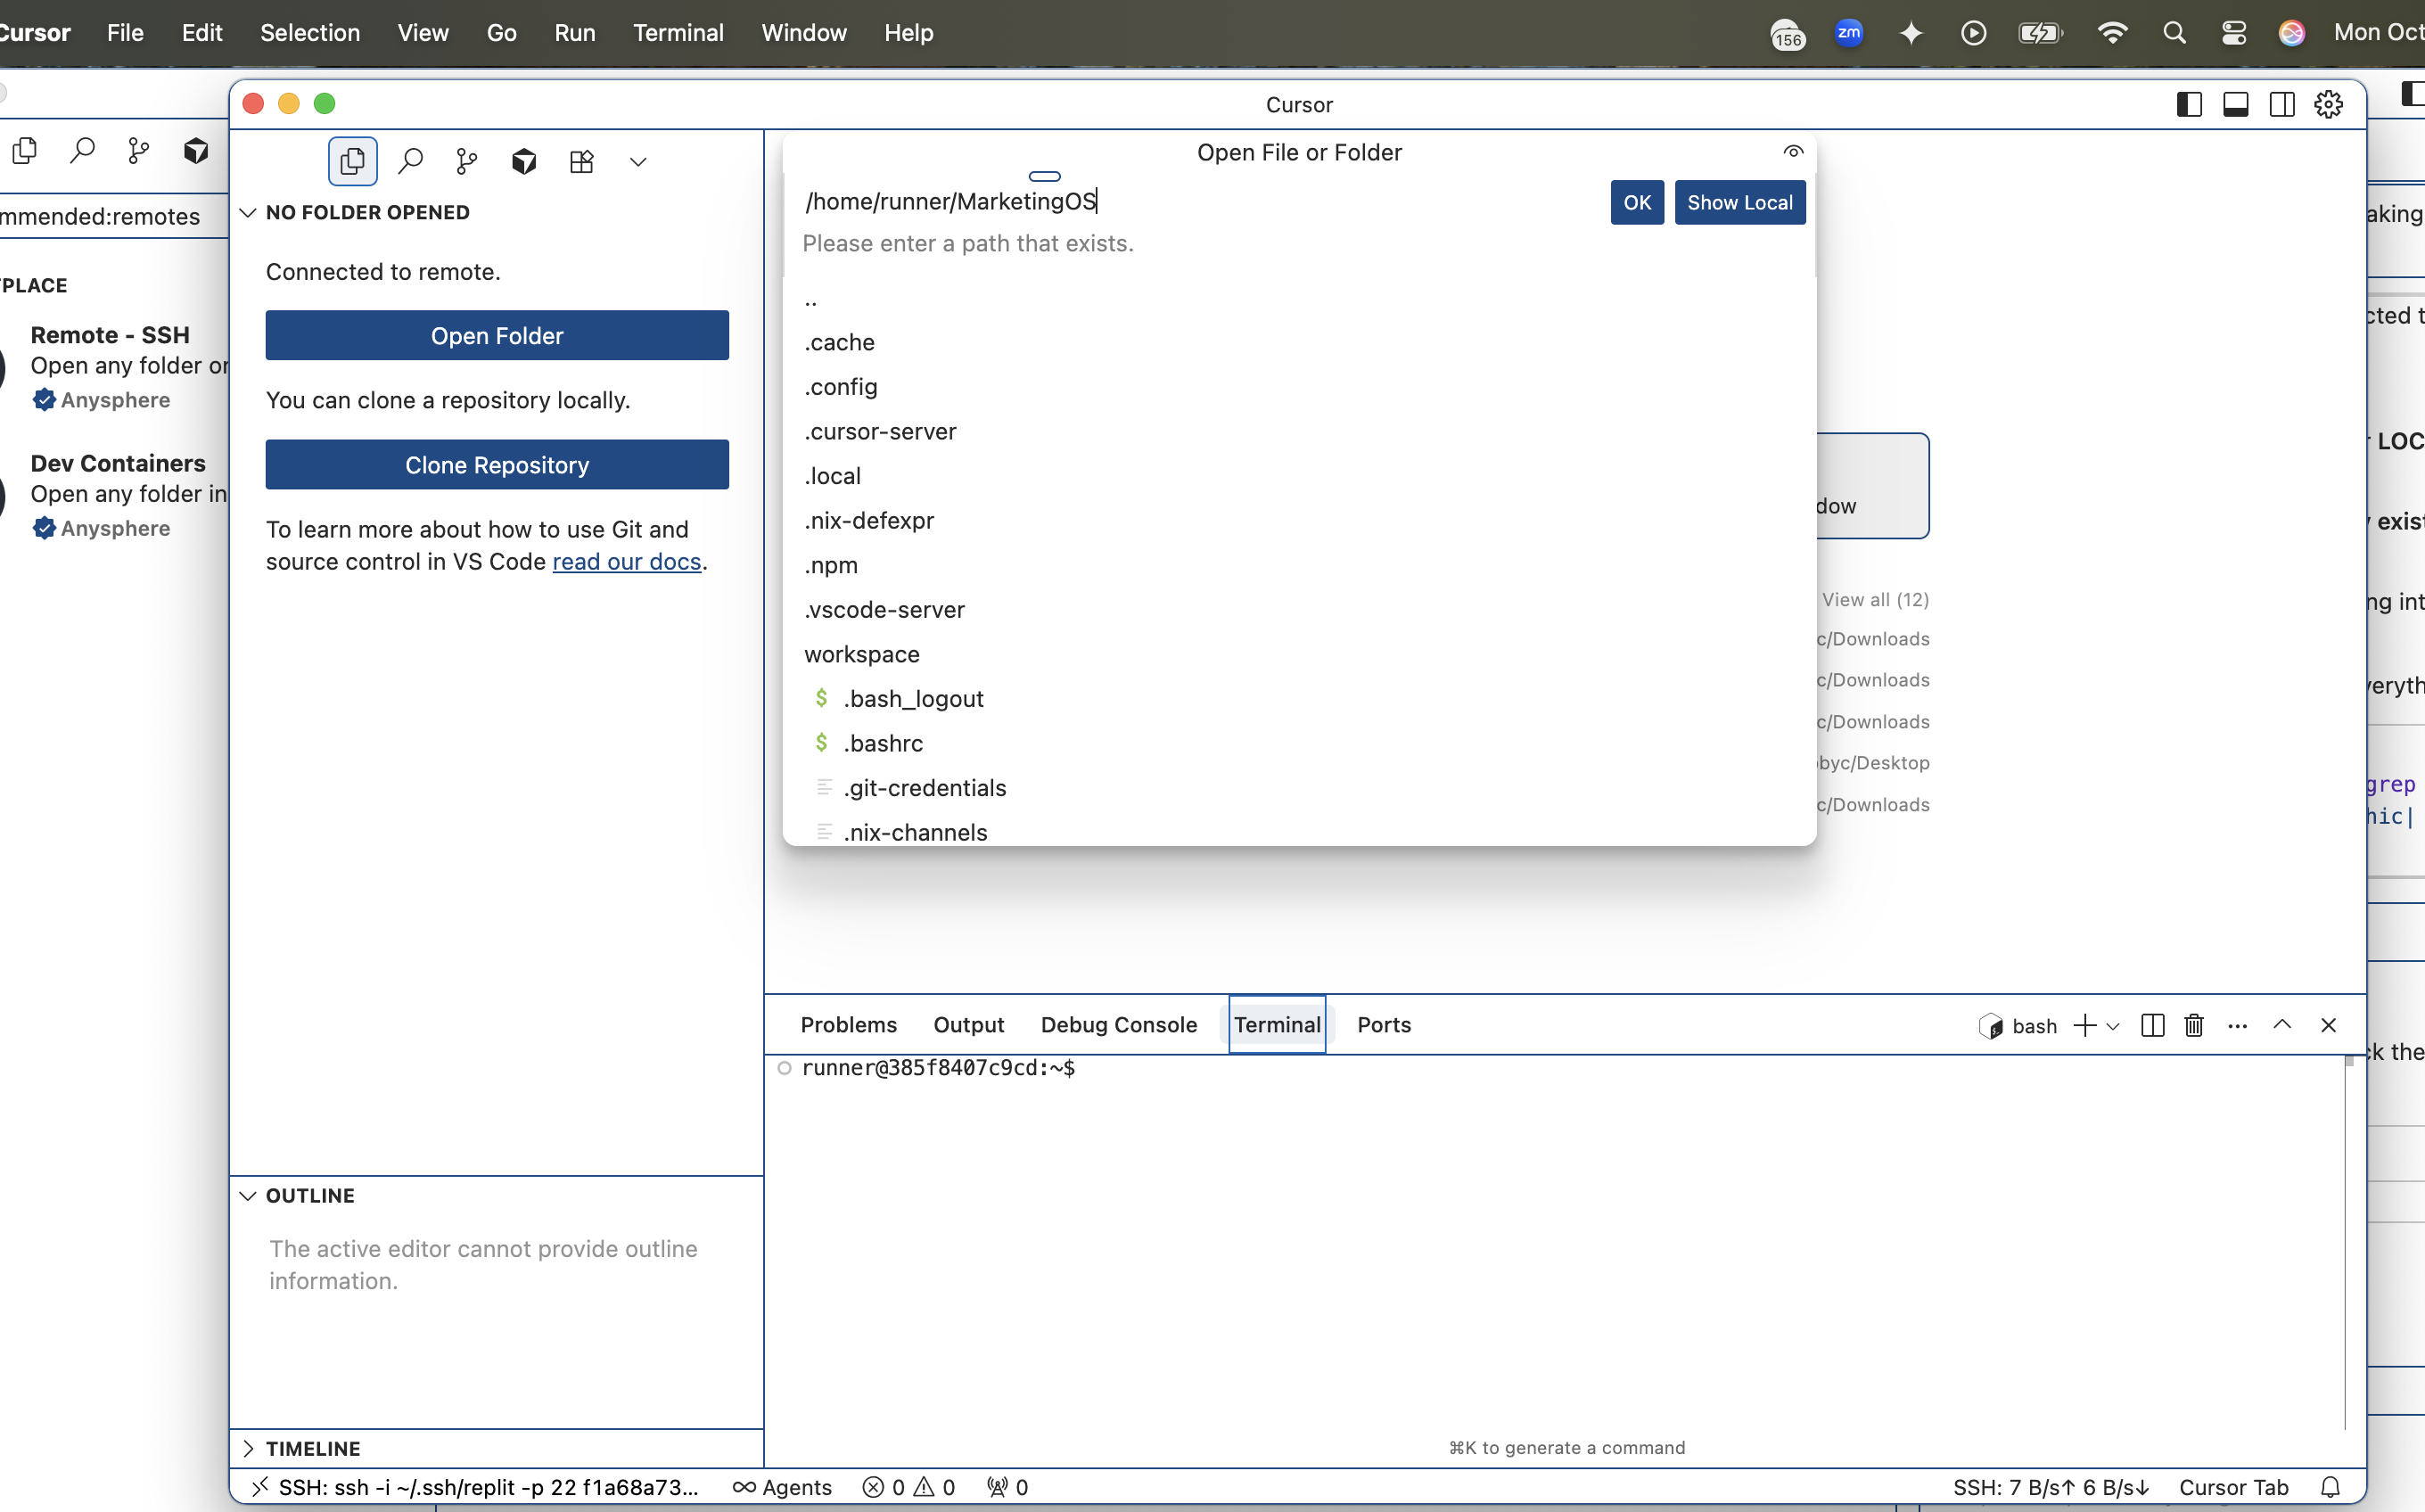 Cursor File Edit Selection View Go Run Terminal Window Help 156 zm Mon Oct
Cursor
mmended:remotes
PLACE
Remote - SSH
Open any folder or
Anysphere
Dev Containers
Open any folder in
Anysphere
NO FOLDER OPENED
Connected to remote.
Open Folder
You can clone a repository locally.
Clone Repository
To learn more about how to use Git and
source control in VS Code read our docs.
OUTLINE
The active editor cannot provide outline
information.
TIMELINE
Open File or Folder
/home/runner/MarketingOS
OK Show Local
Please enter a path that exists.
..
.cache
.config
.cursor-server
.local
.nix-defexpr
.npm
.vscode-server
workspace
$ .bash_logout
$ .bashrc
.git-credentials
.nix-channels
dow
View all (12)
c/Downloads
c/Downloads
c/Downloads
byc/Desktop
c/Downloads
Problems Output Debug Console Terminal Ports bash
runner@385f8407c9cd:~$
⌘K to generate a command
SSH: ssh -i ~/.ssh/replit -p 22 f1a68a73... Agents 0 0 0 SSH: 7 B/s↑ 6 B/s↓ Cursor Tab
aking
cted t
LOC
exist
ng int
veryth
grep
hic|
ck the